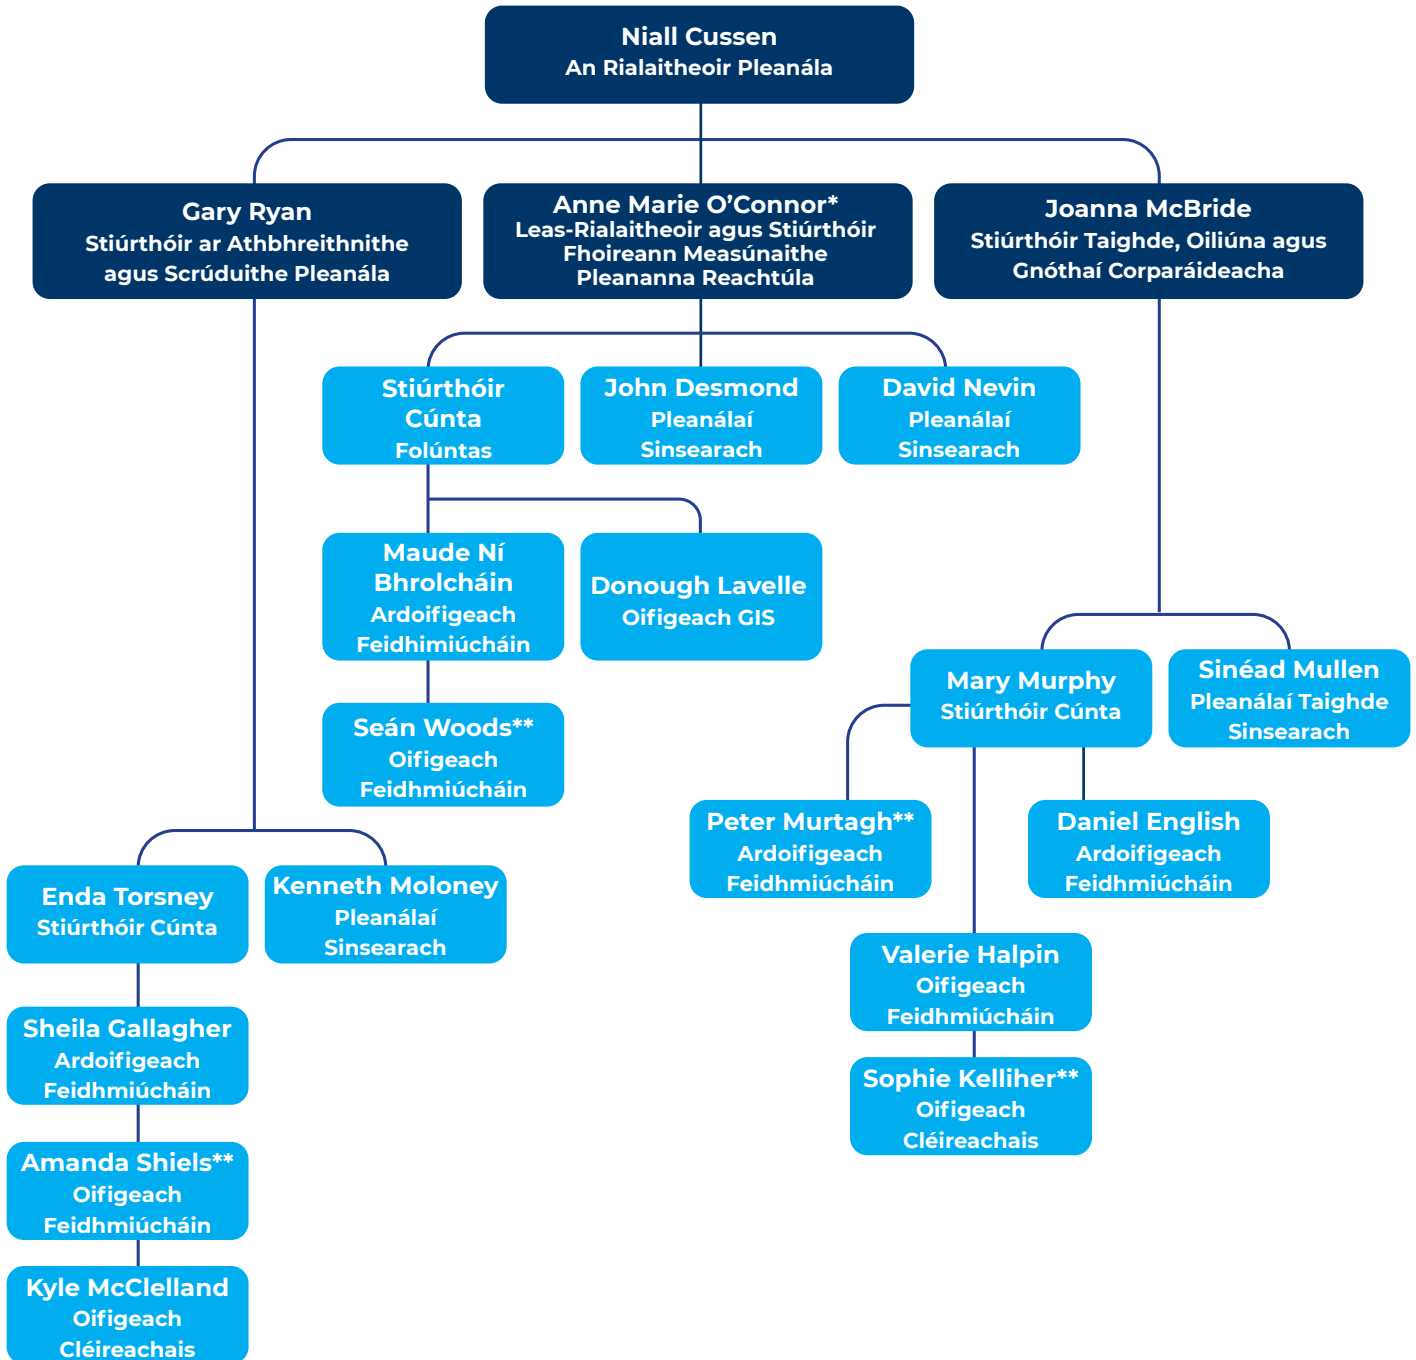 Niall Cussen
An Rialaitheoir Pleanála
Gary Ryan
Stiúrthóir ar Athbhreithnithe
agus Scrúduithe Pleanála
Anne Marie O’Connor*
Leas-Rialaitheoir agus Stiúrthóir
Fhoireann Measúnaithe
Pleananna Reachtúla
Joanna McBride
Stiúrthóir Taighde, Oiliúna agus
Gnóthaí Corparáideacha
Stiúrthóir
Cúnta
Folúntas
John Desmond
Pleanálaí
Sinsearach
David Nevin
Pleanálaí
Sinsearach
Maude Ní
Bhrolcháin
Ardoifigeach
Feidhimiúcháin
Donough Lavelle
Oifigeach GIS
Seán Woods**
Oifigeach
Feidhmiúcháin
Mary Murphy
Stiúrthóir Cúnta
Sinéad Mullen
Pleanálaí Taighde
Sinsearach
Peter Murtagh**
Ardoifigeach
Feidhmiúcháin
Daniel English
Ardoifigeach
Feidhmiúcháin
Enda Torsney
Stiúrthóir Cúnta
Kenneth Moloney
Pleanálaí
Sinsearach
Valerie Halpin
Oifigeach
Feidhmiúcháin
Sheila Gallagher
Ardoifigeach
Feidhmiúcháin
Sophie Kelliher**
Oifigeach
Cléireachais
Amanda Shiels**
Oifigeach
Feidhmiúcháin
Kyle McClelland
Oifigeach
Cléireachais